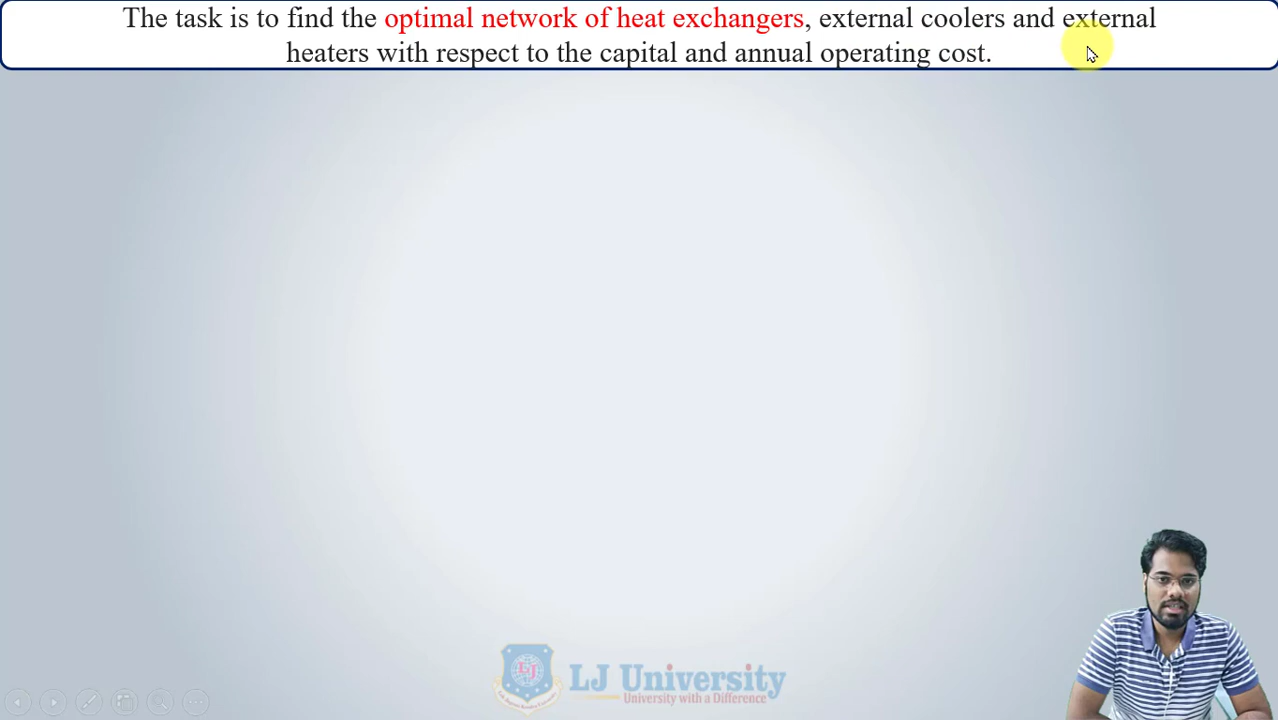 The task is to find the optimal network of heat exchangers, external coolers and external
heaters with respect to the capital and annual operating cost.
LJ
LJ University
University with a Difference